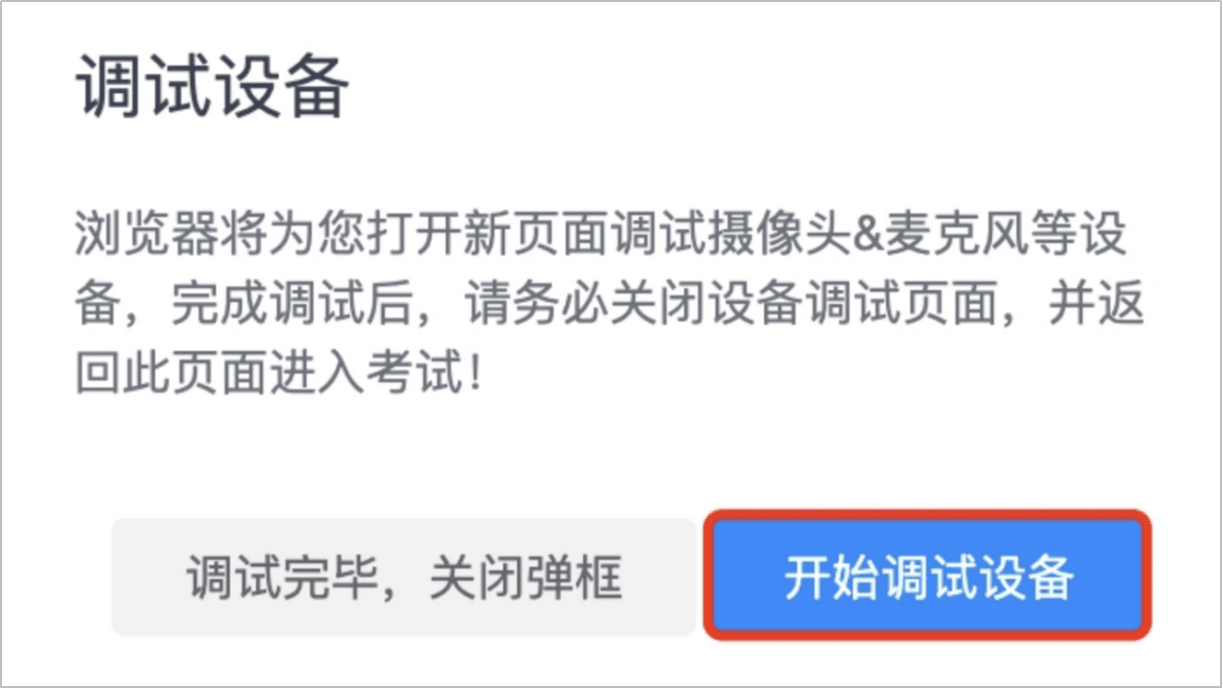 调试设备
浏览器将为您打开新页面调试摄像头&麦克风等设
备，完成调试后，请务必关闭设备调试页面，并返
回此页面进入考试！
调试完毕，关闭弹框
开始调试设备